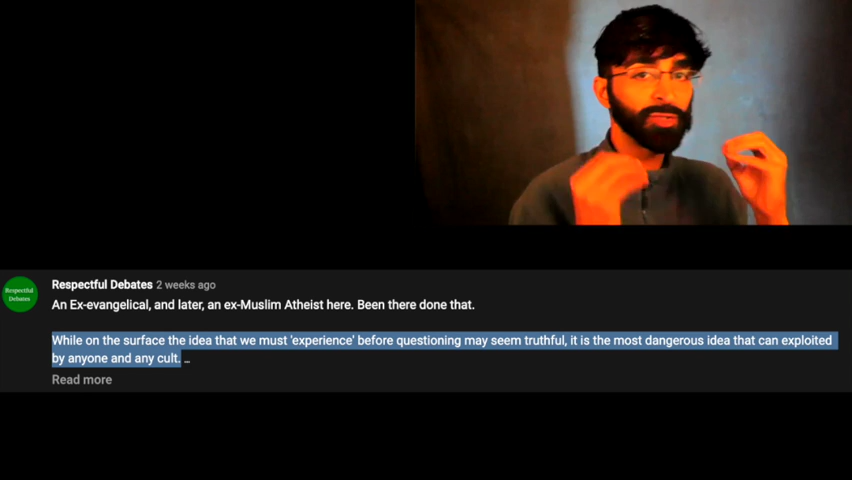 Respectful Debates 2 weeks ago
Respectful
Debates
An Ex-evangelical, and later, an ex-Muslim Atheist here. Been there done that.
While on the surface the idea that we must 'experience' before questioning may seem truthful, it is the most dangerous idea that can exploited
by anyone and any cult. ...
Read more